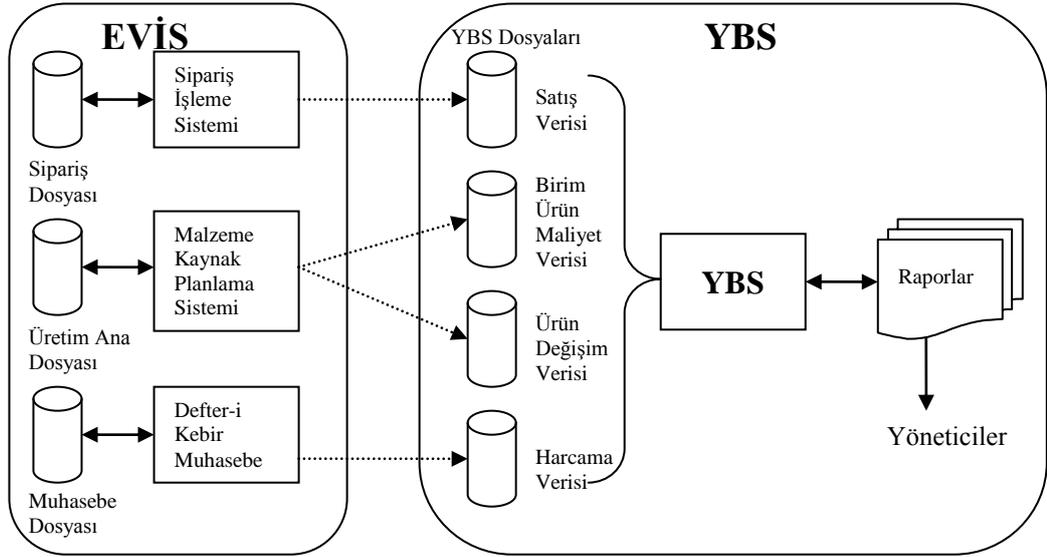 EVİS
Sipariş
İşleme
Sistemi
Sipariş
Dosyası
Malzeme
Kaynak
Planlama
Sistemi
Üretim Ana
Dosyası
Defter-i
Kebir
Muhasebe
Muhasebe
Dosyası
YBS
YBS Dosyaları
Satış
Verisi
Birim
Ürün
Maliyet
Verisi
Ürün
Değişim
Verisi
Harcama
Verisi
YBS
Raporlar
Yöneticiler